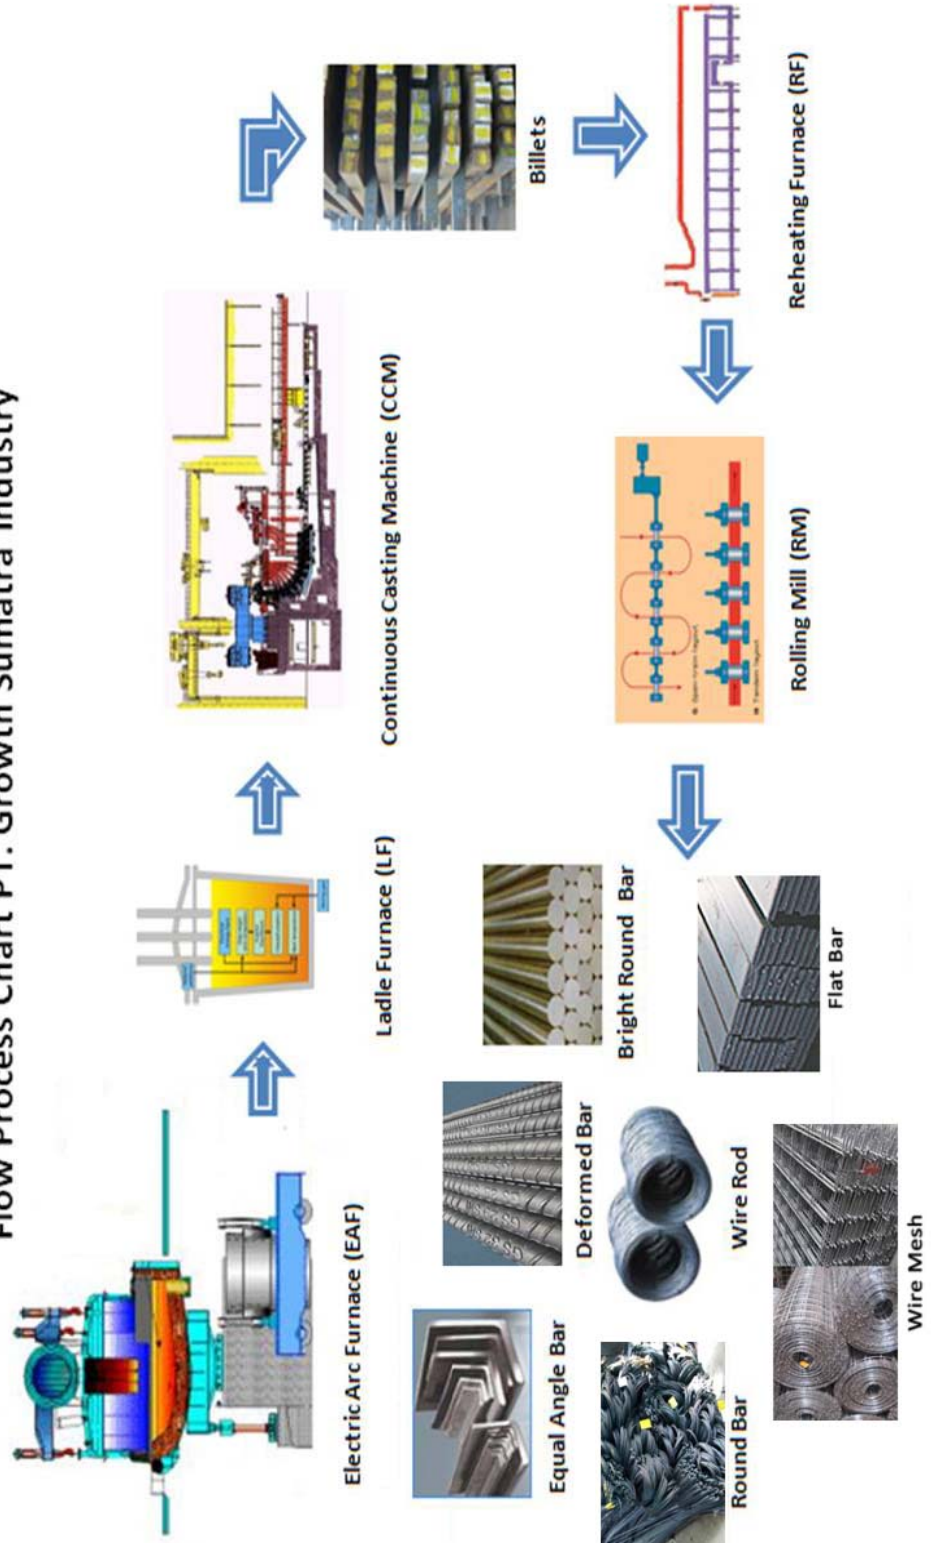 Flow Process Chart PT. Growth Sumatra Industry
Electric Arc Furnace (EAF)
Ladle Furnace (LF)
Continuous Casting Machine (CCM)
Billets
Reheating Furnace (RF)
Rolling Mill (RM)
Bright Round Bar
Flat Bar
Deformed Bar
Wire Rod
Wire Mesh
Equal Angle Bar
Round Bar